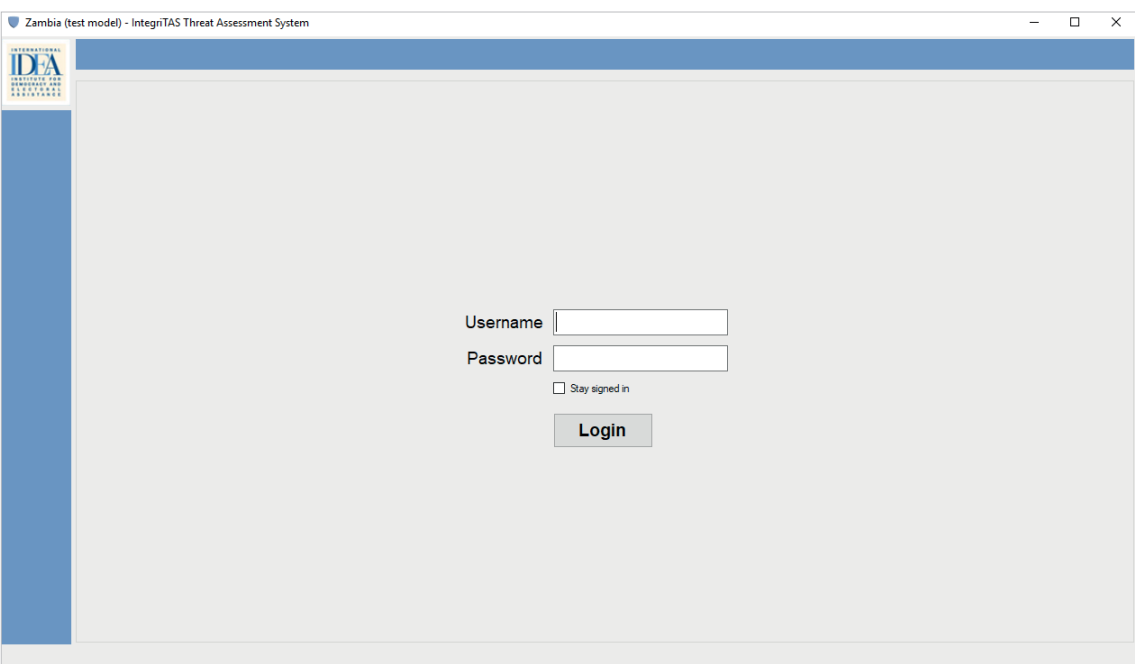 Zambia (test model) - IntegriTAS Threat Assessment System
INTERNATIONAL
IDEA
INSTITUTE FOR
DEMOCRACY AND
ELECTORAL
ASSISTANCE
Username
Password
Stay signed in
Login